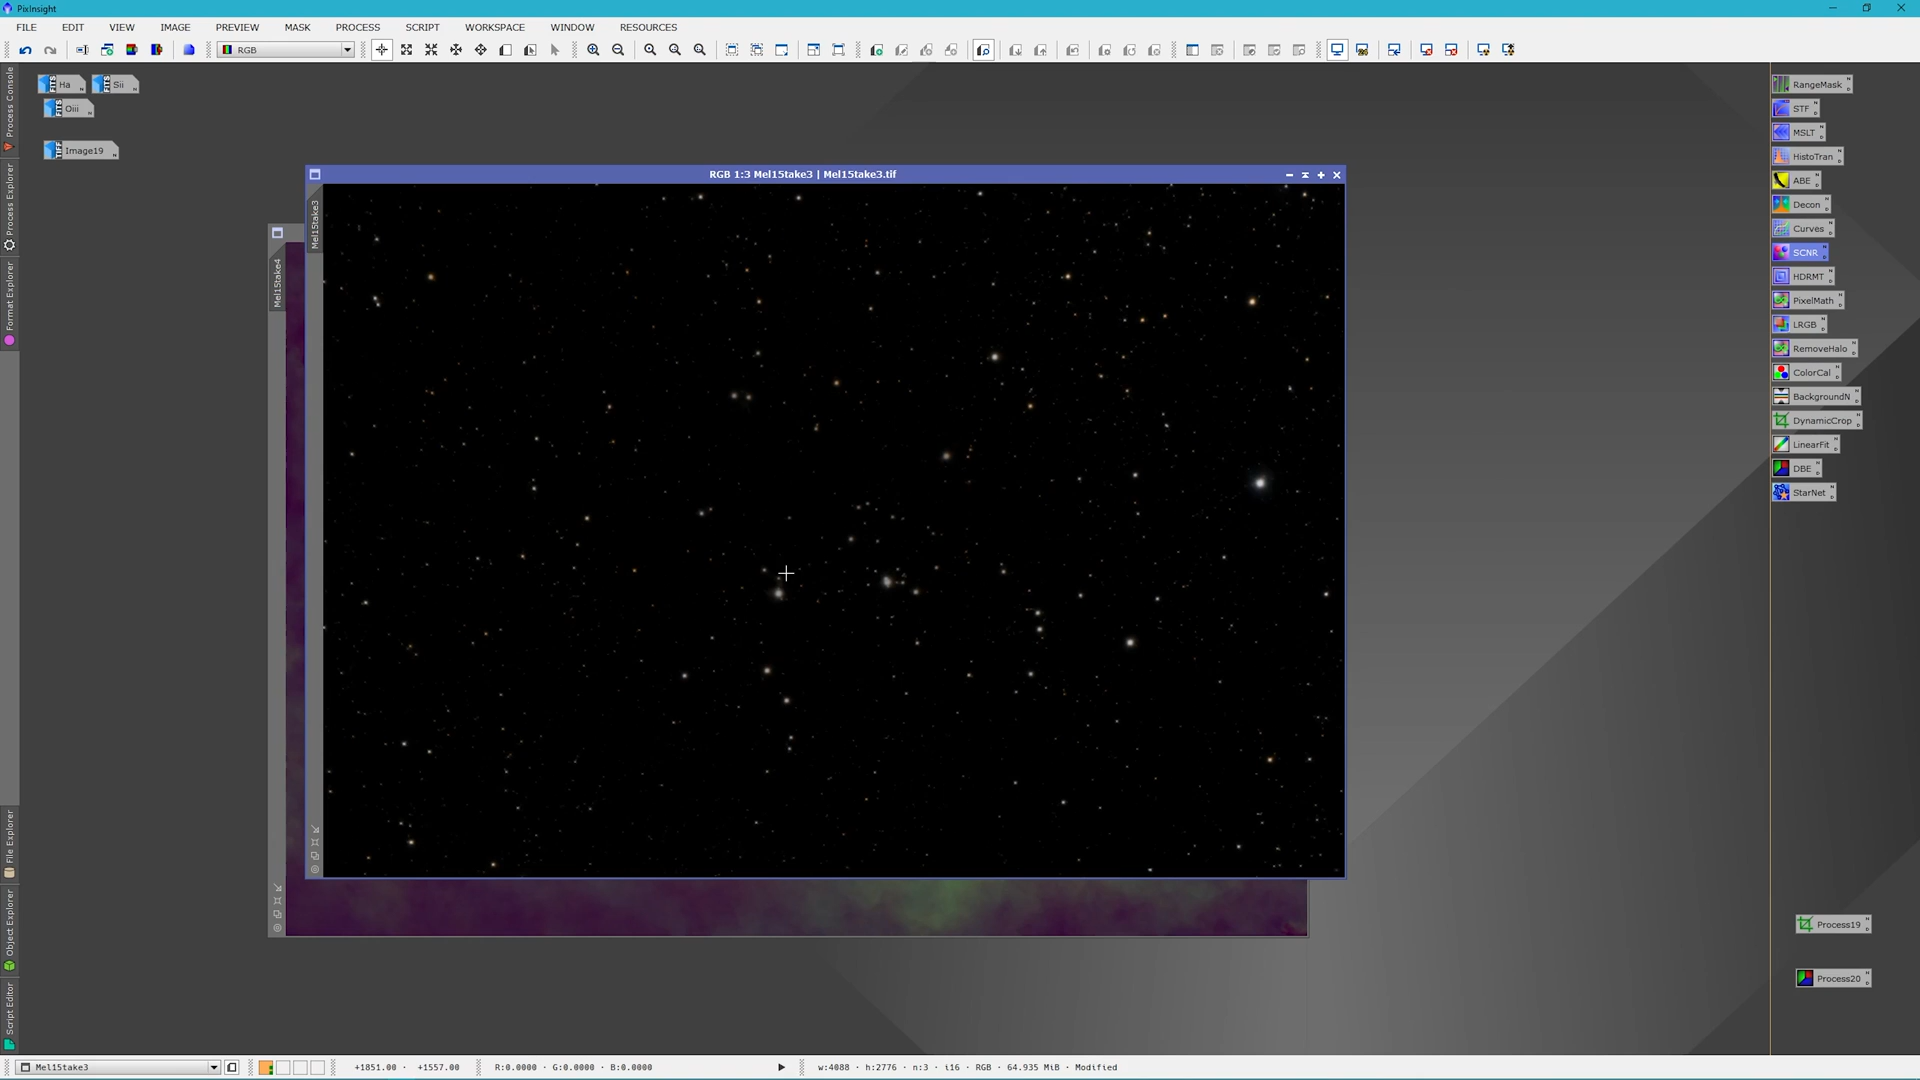 PixInsight
FILE EDIT VIEW IMAGE PREVIEW MASK PROCESS SCRIPT WORKSPACE WINDOW RESOURCES
RGB
Process Console
Process Explorer
Format Explorer
File Explorer
Object Explorer
Script Editor
FITS Ha N
FITS Sii N
FITS Oiii N
TIFF Image19 N
RGB 1:3 Mel15take3 | Mel15take3.tif
Mel15take3
Mel15take4
RangeMask
STF
MSLT
HistoTran
ABE
Decon
Curves
SCNR
HDRMT
PixelMath
LRGB
RemoveHalo
ColorCal
BackgroundN
DynamicCrop
LinearFit
DBE
StarNet
Process19
Process20
Mel15take3
+1851.00 · +1557.00
R:0.0000 · G:0.0000 · B:0.0000
w:4088 · h:2776 · n:3 · i16 · RGB · 64.935 MiB · Modified